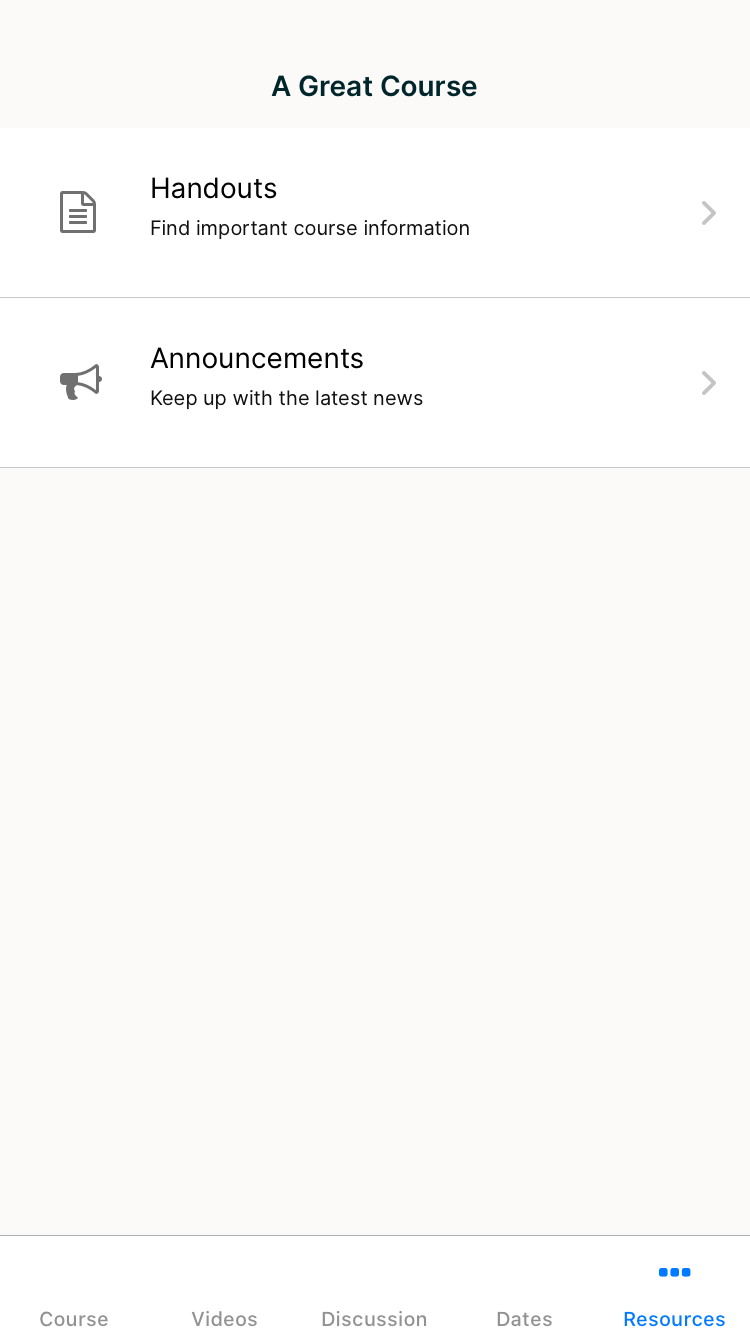 A Great Course
Handouts
Find important course information
Announcements
Keep up with the latest news
Course
Videos
Discussion
Dates
Resources